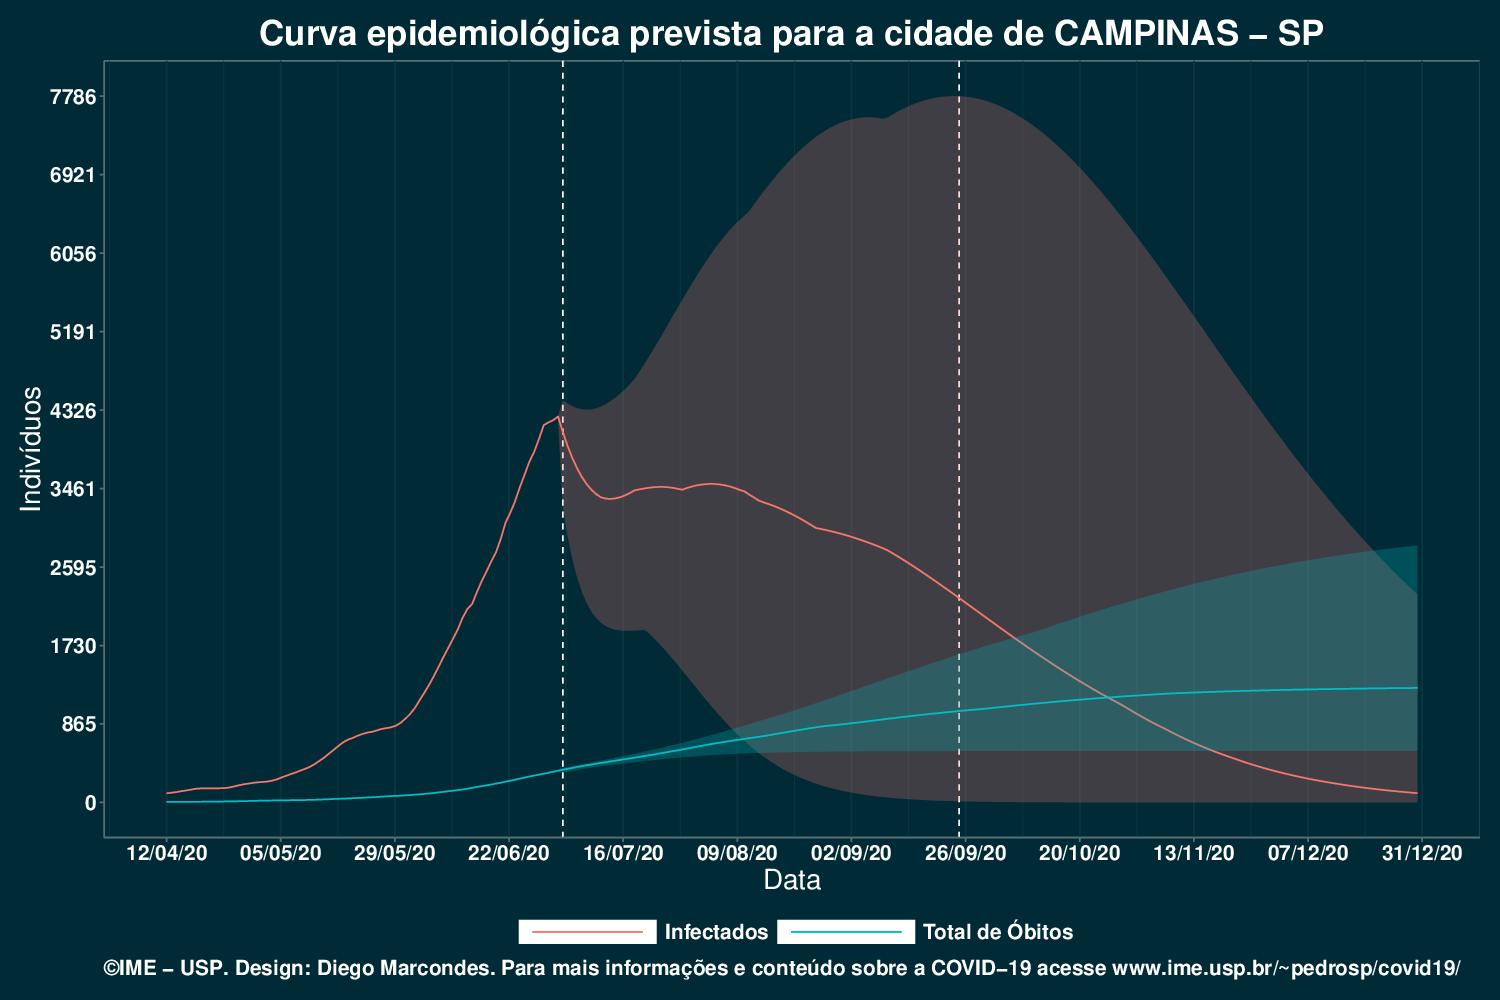 Curva epidemiológica prevista para a cidade de CAMPINAS – SP
Indivíduos
7786
6921
6056
5191
4326
3461
2595
1730
865
0
12/04/20 05/05/20 29/05/20 22/06/20 16/07/20 09/08/20 02/09/20 26/09/20 20/10/20 13/11/20 07/12/20 31/12/20
Data
Infectados Total de Óbitos
©IME – USP. Design: Diego Marcondes. Para mais informações e conteúdo sobre a COVID–19 acesse www.ime.usp.br/~pedrosp/covid19/